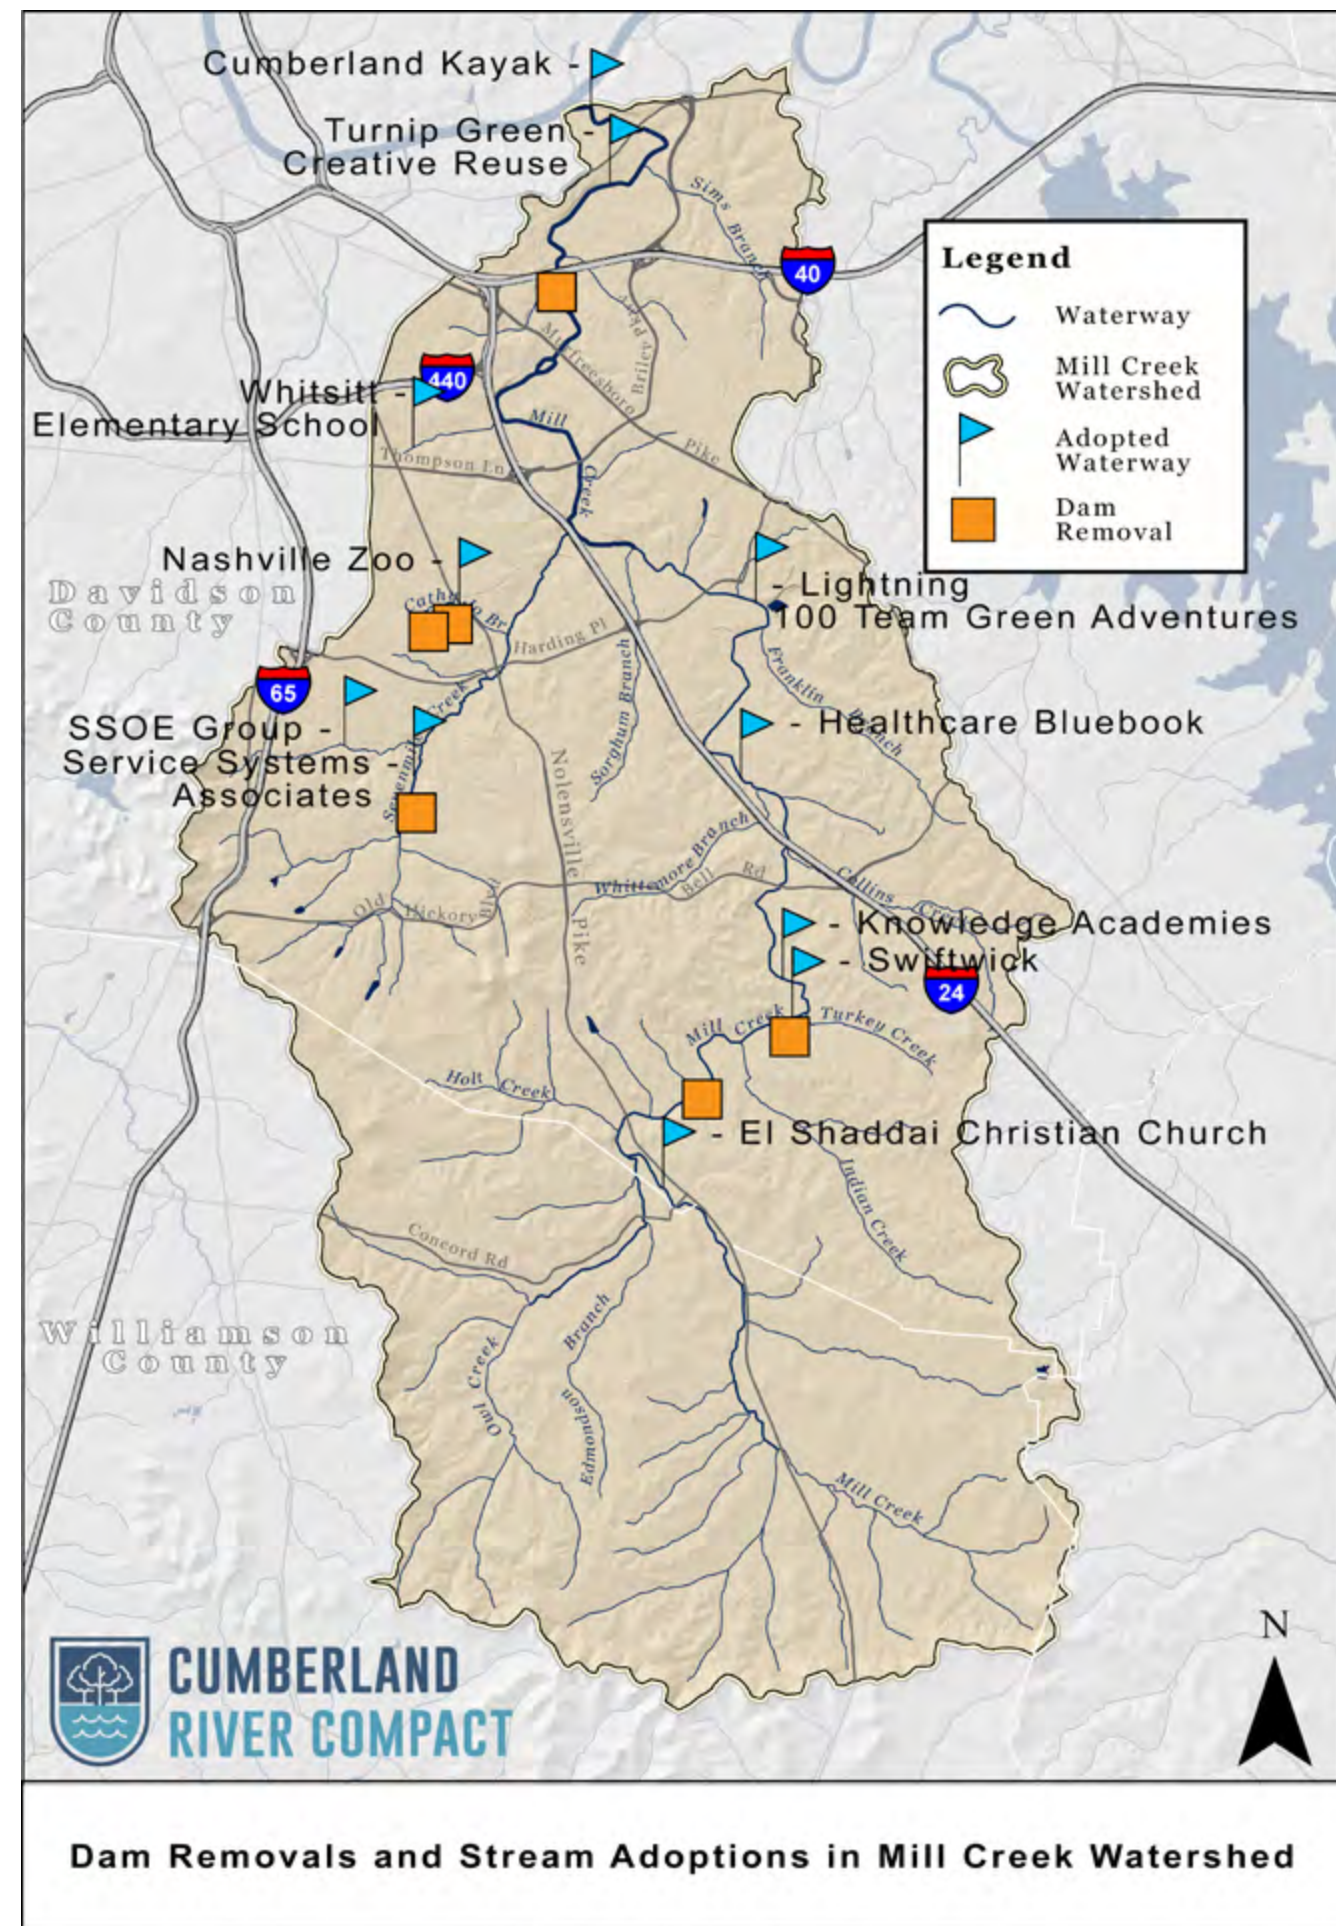 Cumberland Kayak -
Turnip Green -
Creative Reuse
Sims Branch
40
Legend
Waterway
Mill Creek
Watershed
Adopted
Waterway
Dam
Removal
Murfreesboro
Pike
Briley Pkwy
440
Whitsitt -
Elementary School
Mill
Creek
Thompson Ln
Nashville Zoo -
- Lightning
100 Team Green Adventures
Davidson
County
Harding Pl
65
Sorghum Branch
Franklin Branch
SSOE Group -
Service Systems -
Associates
Sevenmile Creek
- Healthcare Bluebook
Nolensville
Pike
Whittemore Branch
Bell Rd
Collins Creek
Old Hickory Blvd
- Knowledge Academies
- Swiftwick
24
Mill Creek
Turkey Creek
Holt Creek
- El Shaddai Christian Church
Indian Creek
Concord Rd
Williamson
County
Owl Creek
Edmondson
Branch
Mill Creek
N
CUMBERLAND
RIVER COMPACT
Dam Removals and Stream Adoptions in Mill Creek Watershed